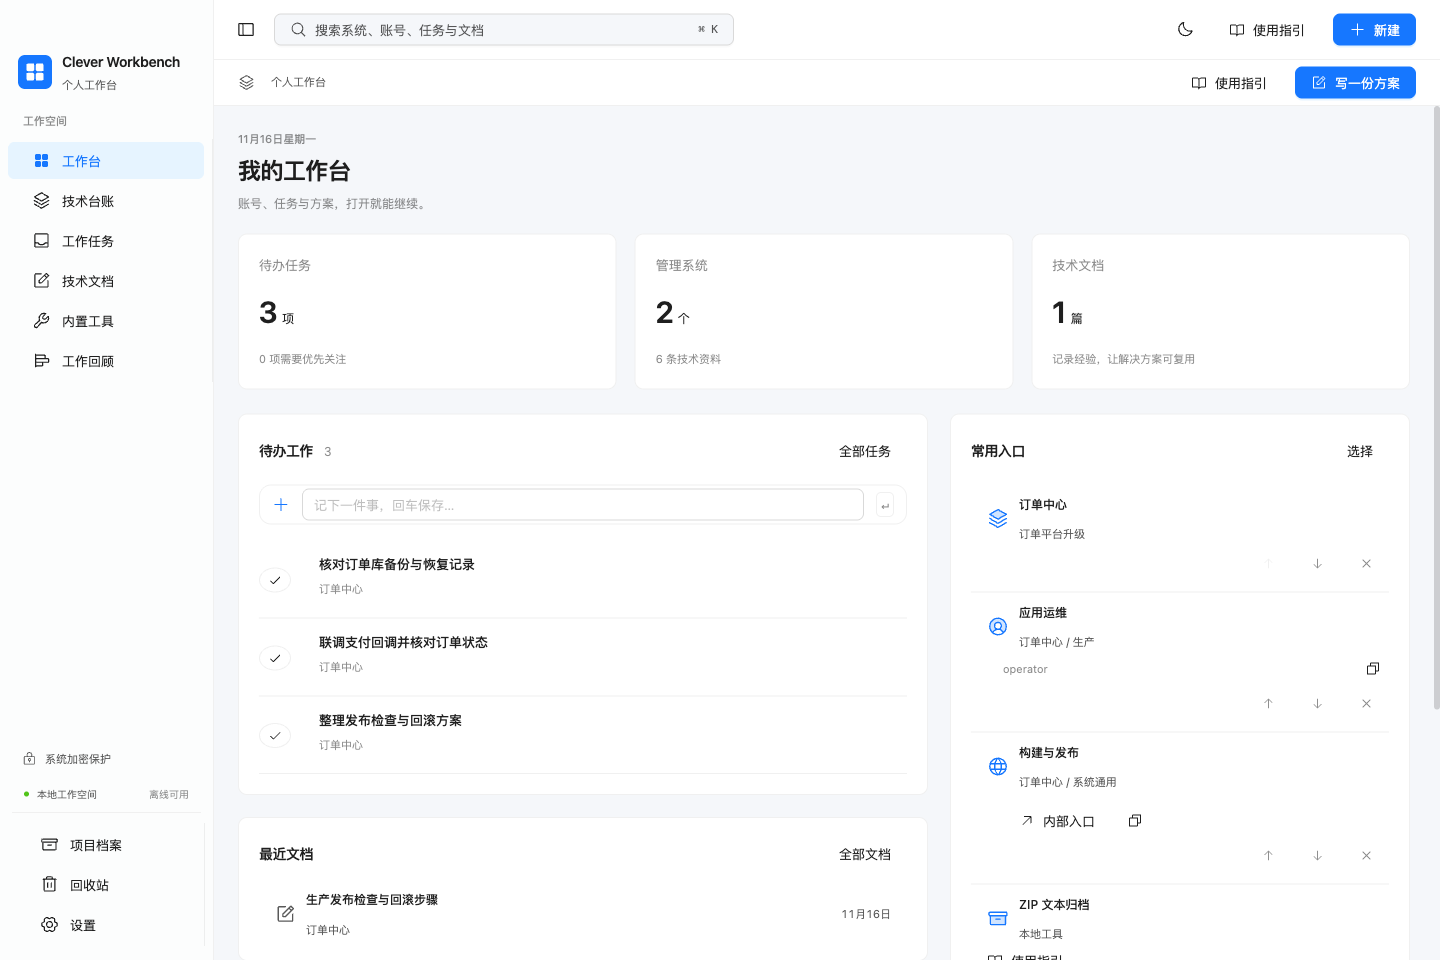 Clever Workbench
个人工作台
工作空间
工作台
技术台账
工作任务
技术文档
内置工具
工作回顾
系统加密保护
本地工作空间 离线可用
项目档案
回收站
设置
搜索系统、账号、任务与文档 ⌘ K
使用指引
新建
个人工作台
使用指引
写一份方案
11月16日星期一
我的工作台
账号、任务与方案，打开就能继续。
待办任务
3 项
0 项需要优先关注
管理系统
2 个
6 条技术资料
技术文档
1 篇
记录经验，让解决方案可复用
待办工作 3 全部任务
记下一件事，回车保存...
核对订单库备份与恢复记录
订单中心
联调支付回调并核对订单状态
订单中心
整理发布检查与回滚方案
订单中心
最近文档 全部文档
生产发布检查与回滚步骤
订单中心
11月16日
常用入口 选择
订单中心
订单平台升级
应用运维
订单中心 / 生产
operator
构建与发布
订单中心 / 系统通用
内部入口
ZIP 文本归档
本地工具
使用指引